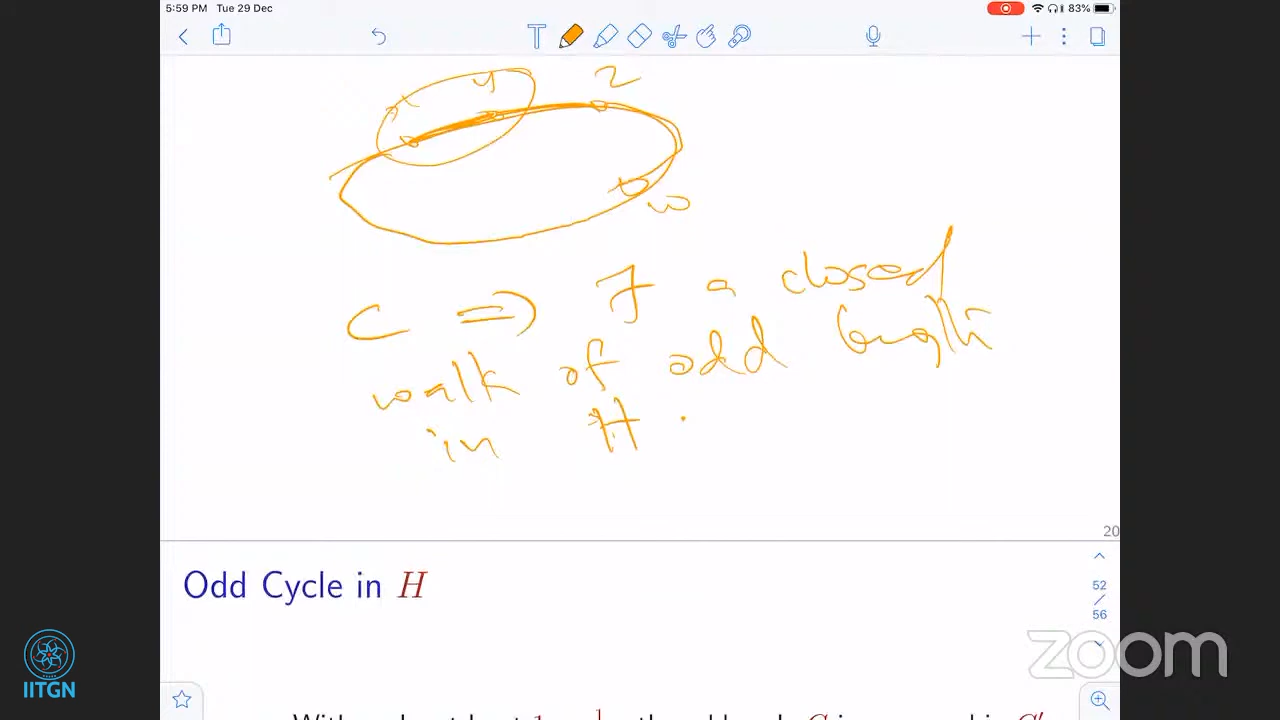 5:59 PM Tue 29 Dec
83%
T
x y z
w
C ⇒ ∃ a closed
walk of odd length
in H.
20
Odd Cycle in H
52
/
56
zoom
IITGN